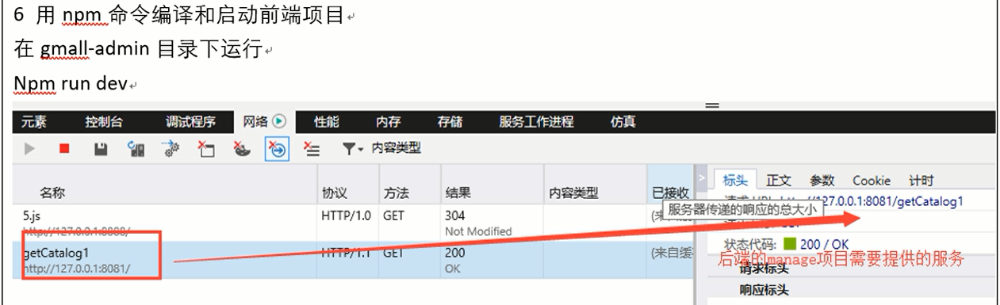 6 用 npm 命令编译和启动前端项目
在 gmall-admin 目录下运行
Npm run dev
元素 控制台 调试程序 网络 性能 内存 存储 服务工作进程 仿真
内容类型
名称 协议 方法 结果 内容类型 已接收
标头 正文 参数 Cookie 计时
5.js HTTP/1.0 GET 304
http://127.0.0.1:8888/ Not Modified
服务器传递的响应的总大小
//127.0.0.1:8081/getCatalog1
getCatalog1 HTTP/1.1 GET 200 (来自缓存
http://127.0.0.1:8081/ OK
状态代码: 200 / OK
后端的manage项目需要提供的服务
请求标头
响应标头